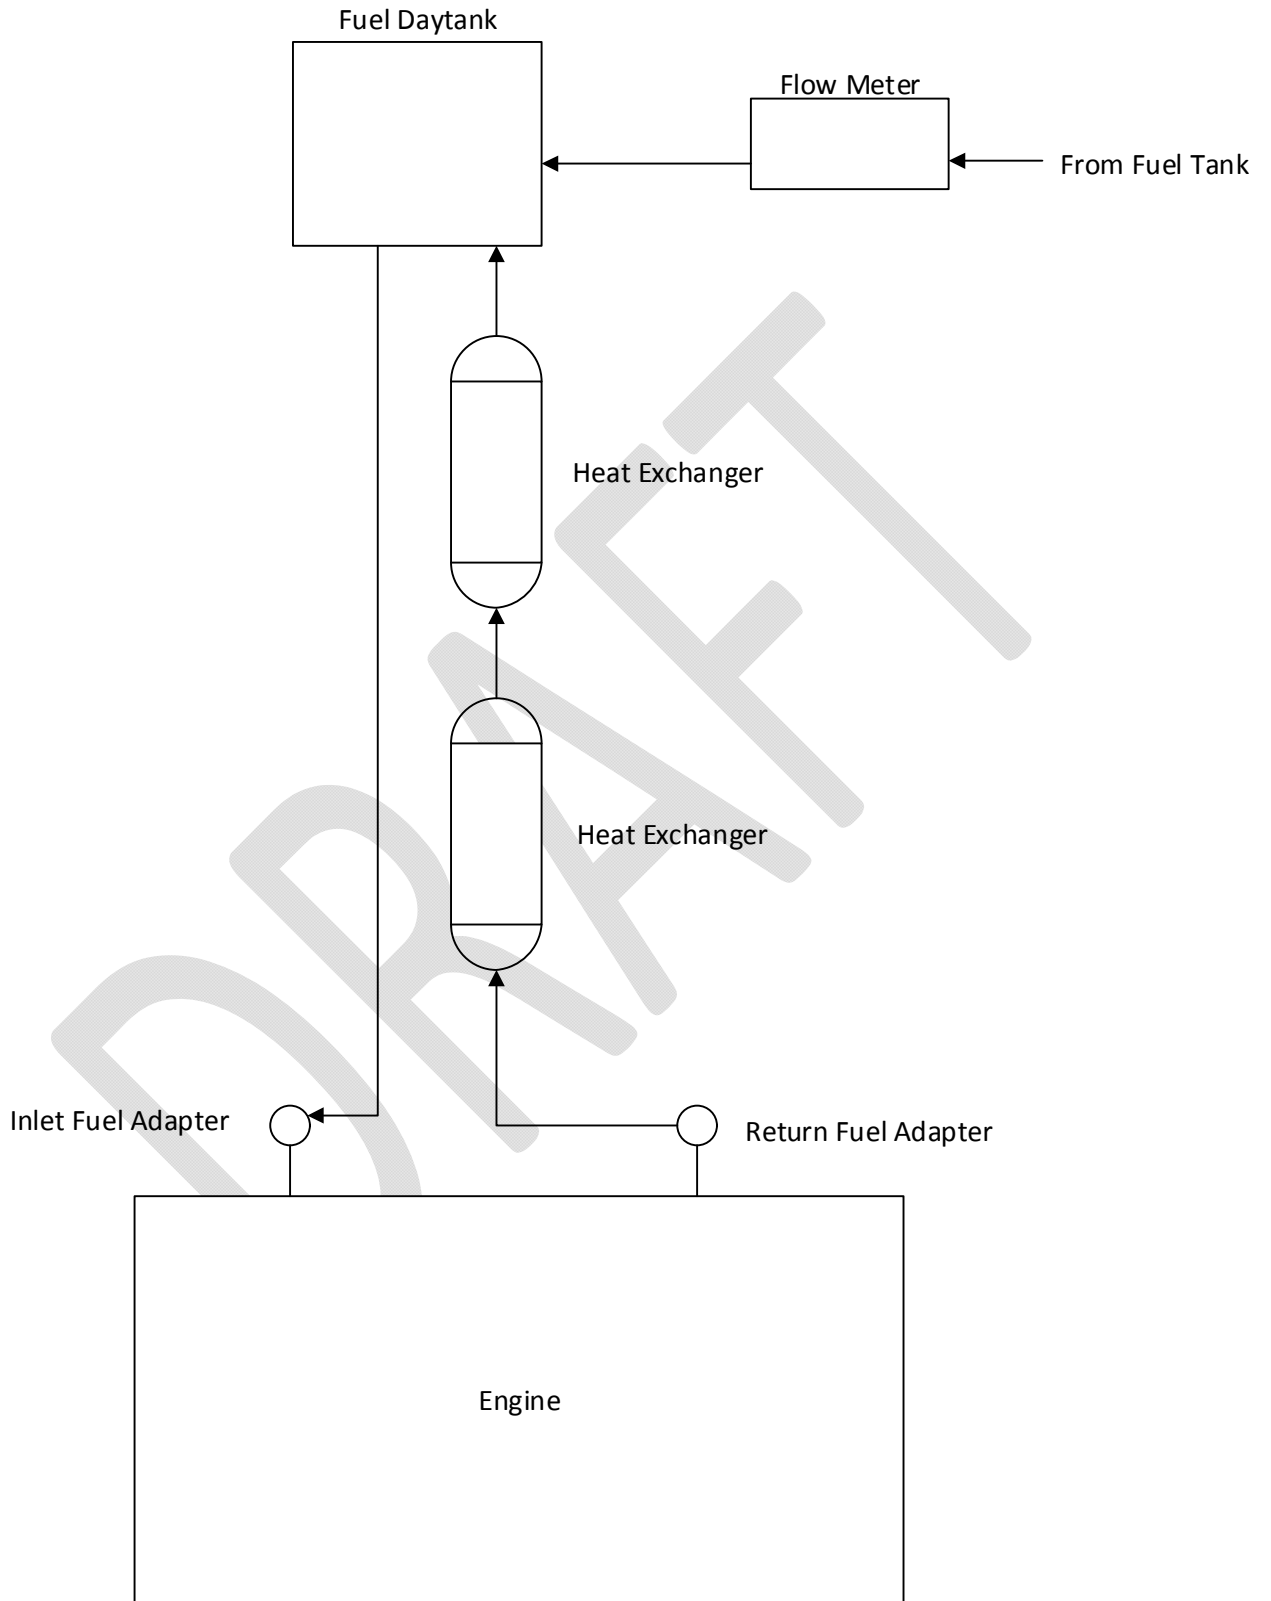 Fuel Daytank
Flow Meter
From Fuel Tank
Heat Exchanger
Heat Exchanger
Inlet Fuel Adapter
Return Fuel Adapter
Engine
DRAFT